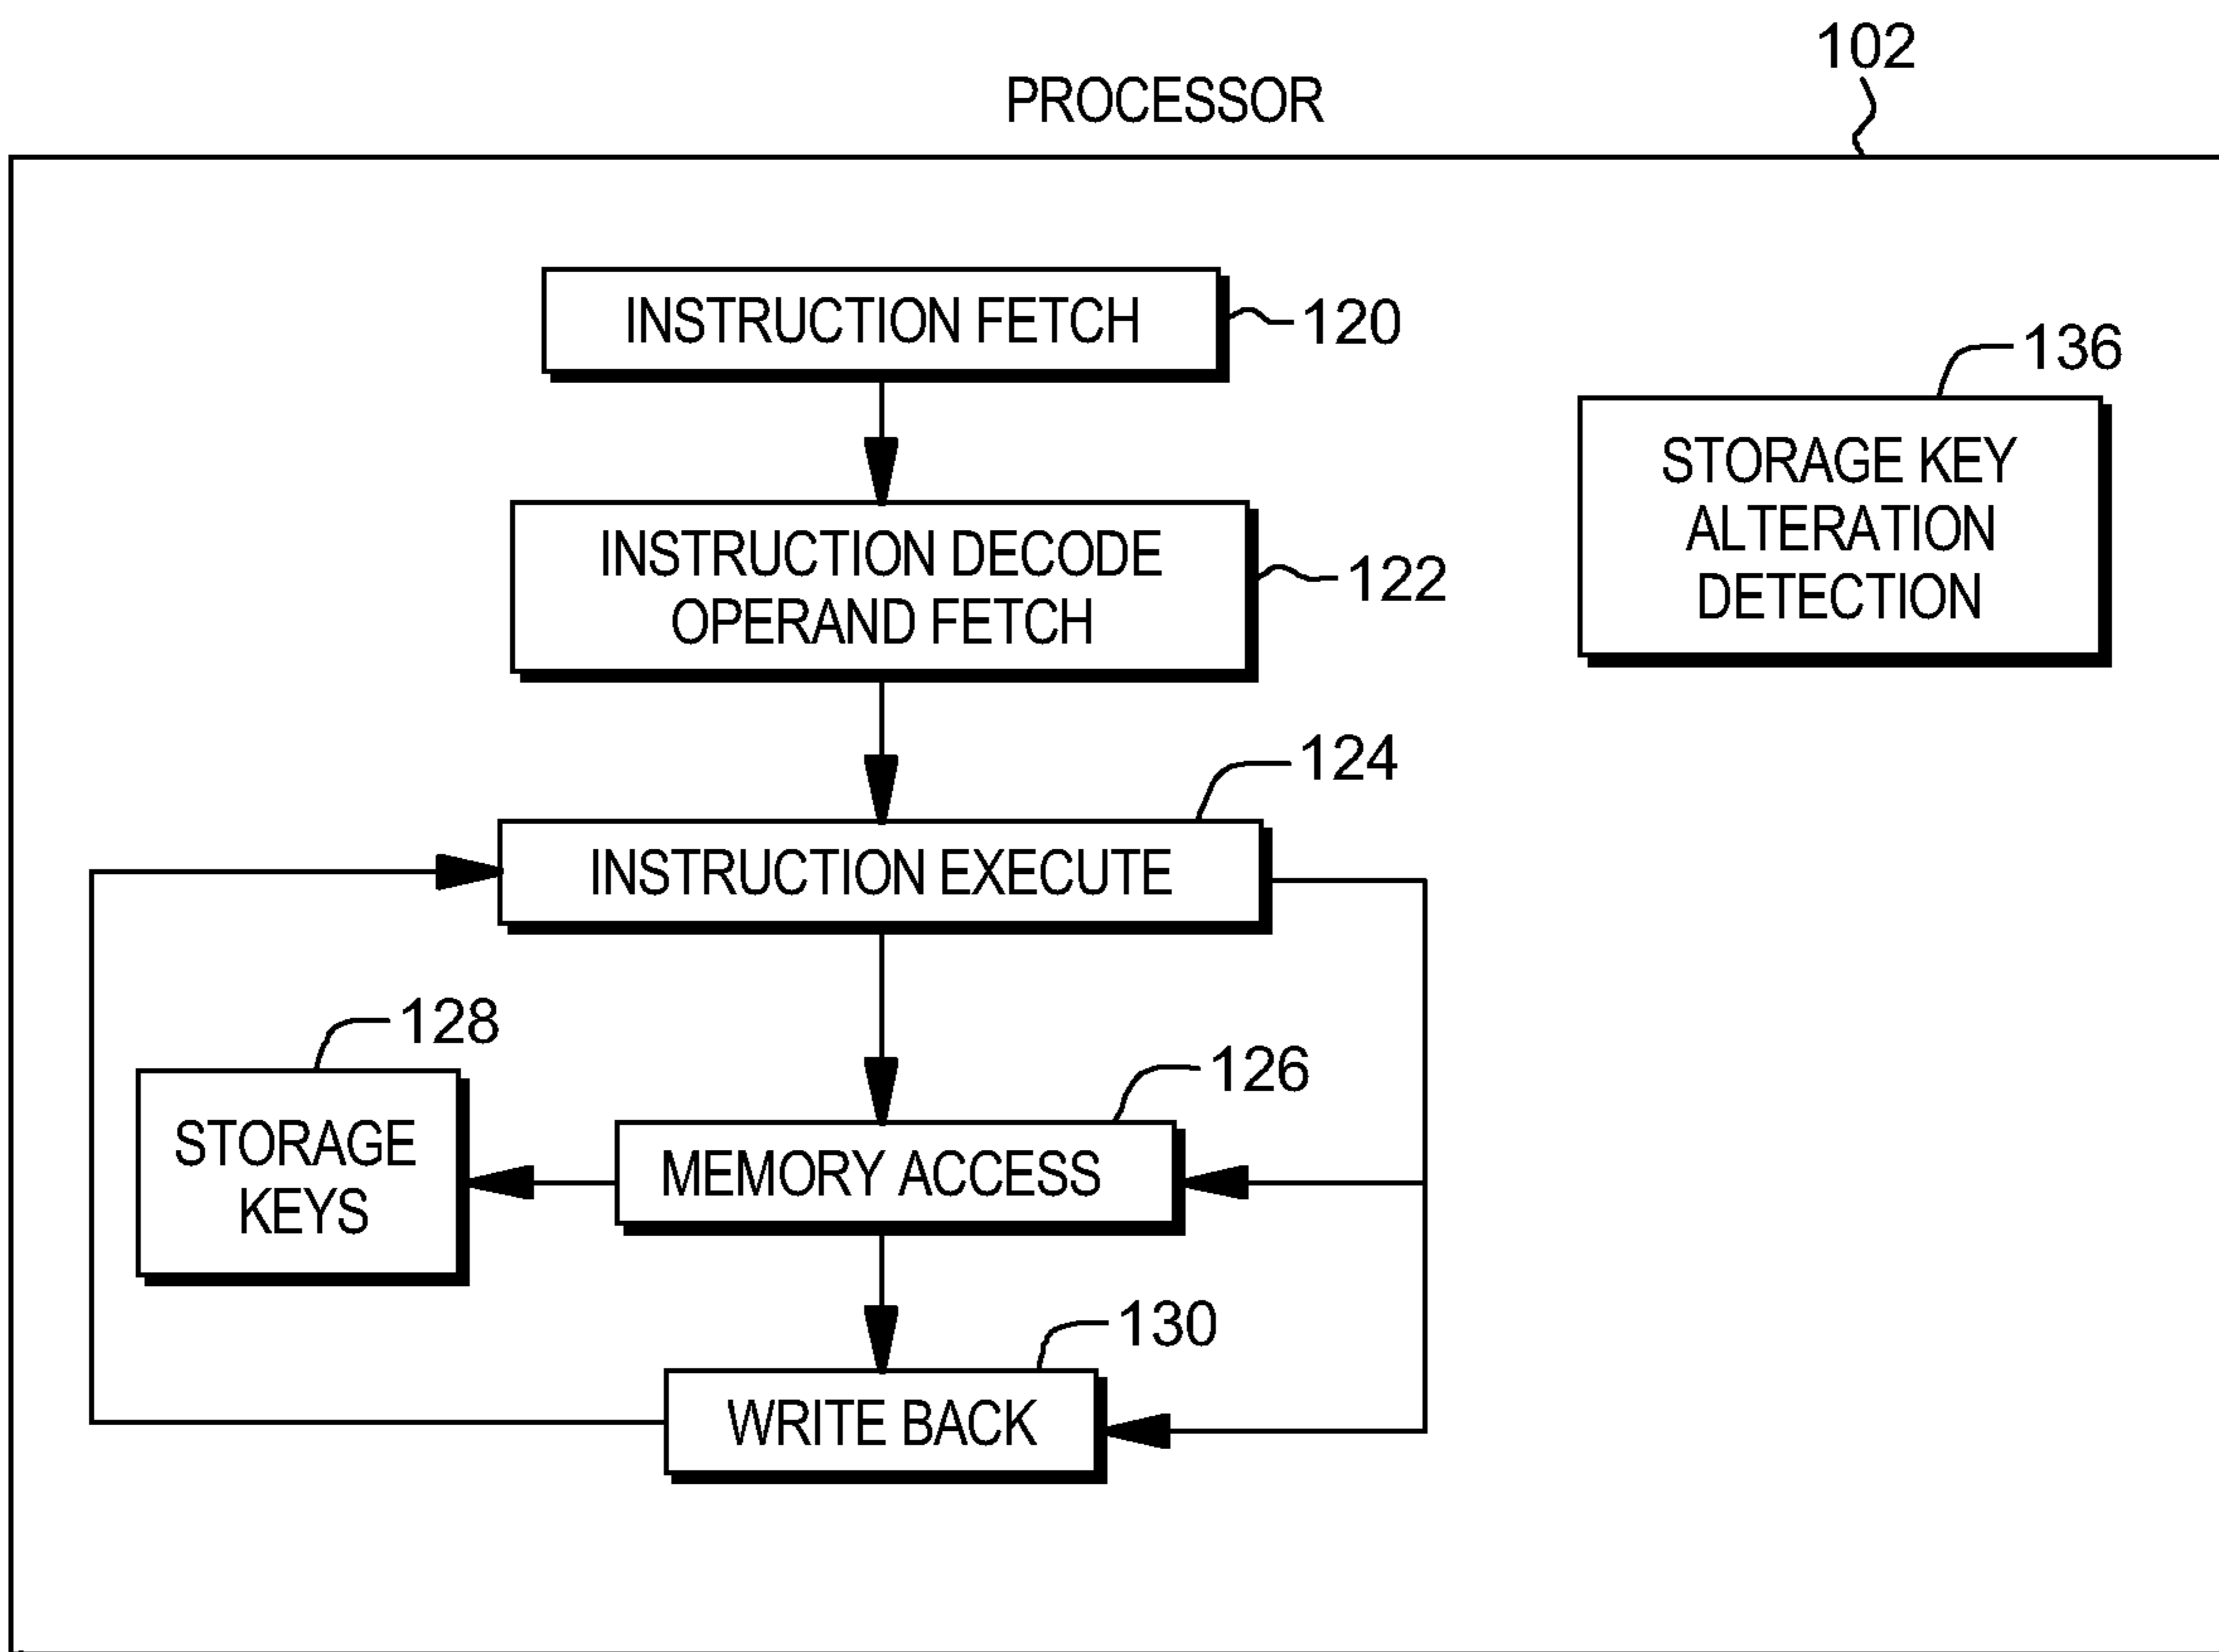 102
PROCESSOR
INSTRUCTION FETCH
120
136
STORAGE KEY
ALTERATION
DETECTION
INSTRUCTION DECODE
OPERAND FETCH
122
124
INSTRUCTION EXECUTE
128
STORAGE
KEYS
126
MEMORY ACCESS
130
WRITE BACK